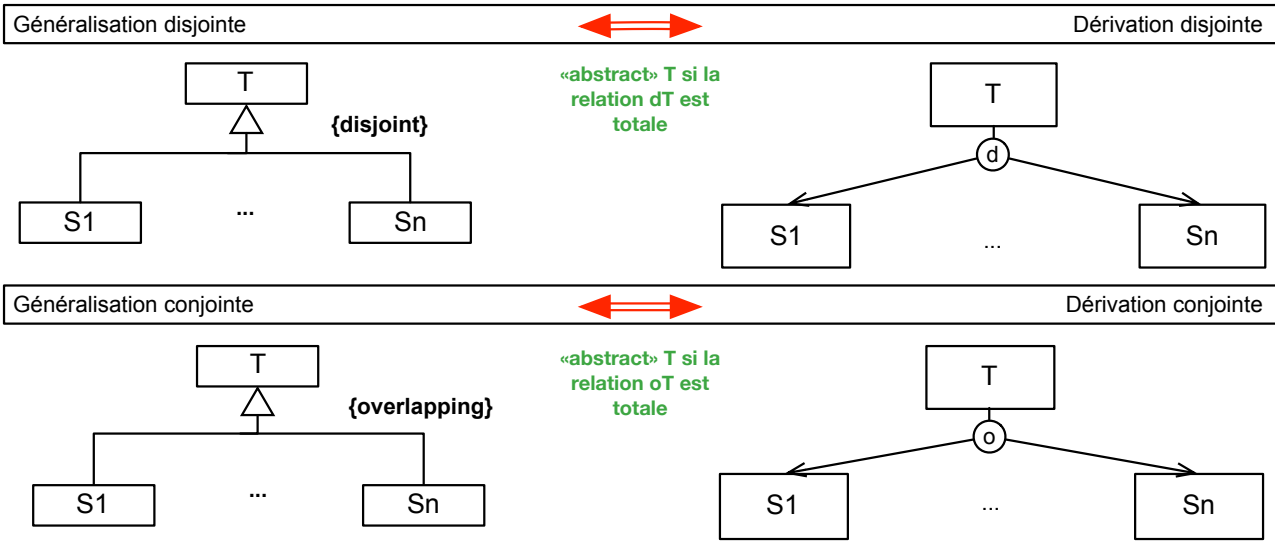 Généralisation disjointe
Dérivation disjointe
T
{disjoint}
S1
...
Sn
«abstract» T si la
relation dT est
totale
T
d
S1
...
Sn
Généralisation conjointe
Dérivation conjointe
T
{overlapping}
S1
...
Sn
«abstract» T si la
relation oT est
totale
T
o
S1
...
Sn